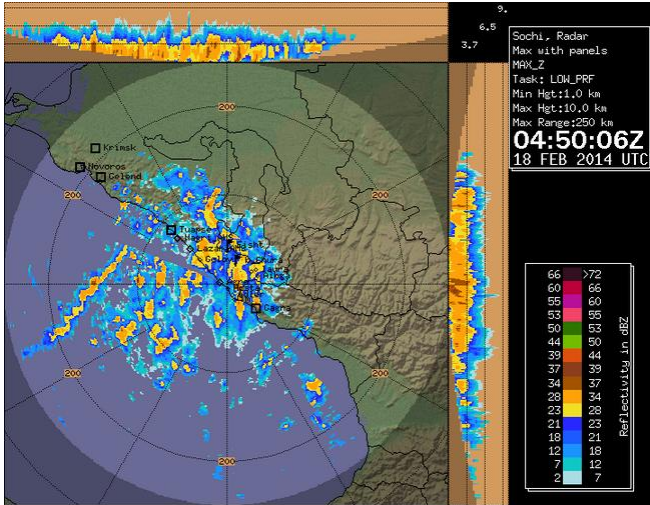 9.
6.5
3.7
Sochi, Radar
Max with panels
MAX_Z
Task: LOW_PRF
Min Hgt:1.0 km
Max Hgt:10.0 km
Max Range:250 km
04:50:06Z
18 FEB 2014 UTC
200
Krimsk
Novoros
Gelend
200
200
Tuapse
200
200
200
66 >72
60 66
55 60
53 55
50 53
44 50
39 44
37 39
34 37
28 34
23 28
21 23
18 21
12 18
7 12
2 7
Reflectivity in dBZ